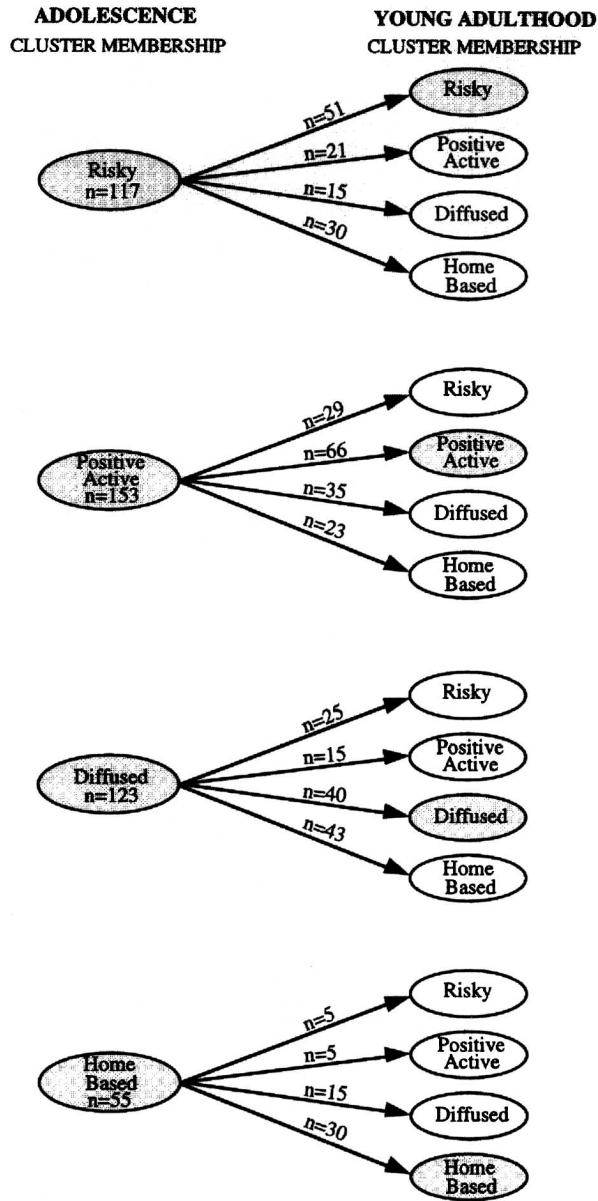 ADOLESCENCE
CLUSTER MEMBERSHIP
YOUNG ADULTHOOD
CLUSTER MEMBERSHIP
Risky
n=117
n=51
n=21
n=15
n=30
Risky
Positive
Active
Diffused
Home
Based
Positive
Active
n=153
n=29
n=66
n=35
n=23
Risky
Positive
Active
Diffused
Home
Based
Diffused
n=123
n=25
n=15
n=40
n=43
Risky
Positive
Active
Diffused
Home
Based
Home
Based
n=55
n=5
n=5
n=15
n=30
Risky
Positive
Active
Diffused
Home
Based